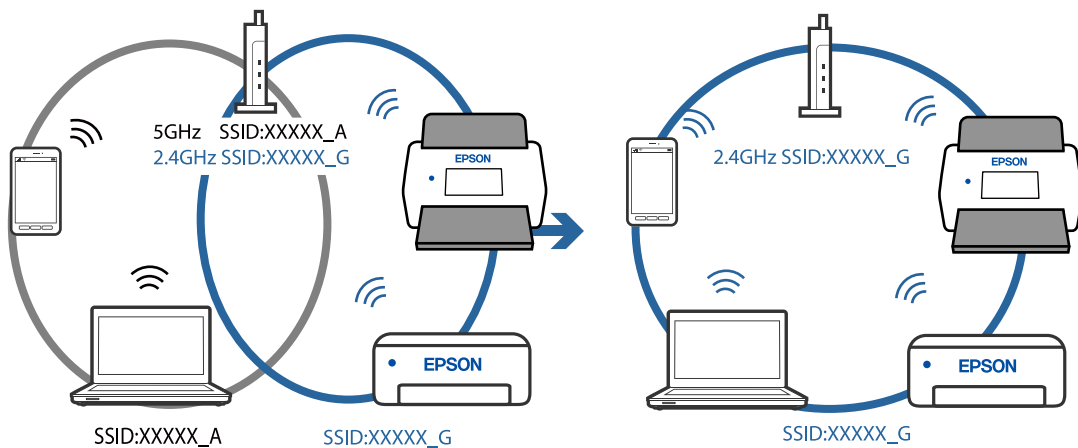 5GHz SSID:XXXXX_A
2.4GHz SSID:XXXXX_G
EPSON
EPSON
SSID:XXXXX_A
SSID:XXXXX_G
2.4GHz SSID:XXXXX_G
EPSON
EPSON
SSID:XXXXX_G